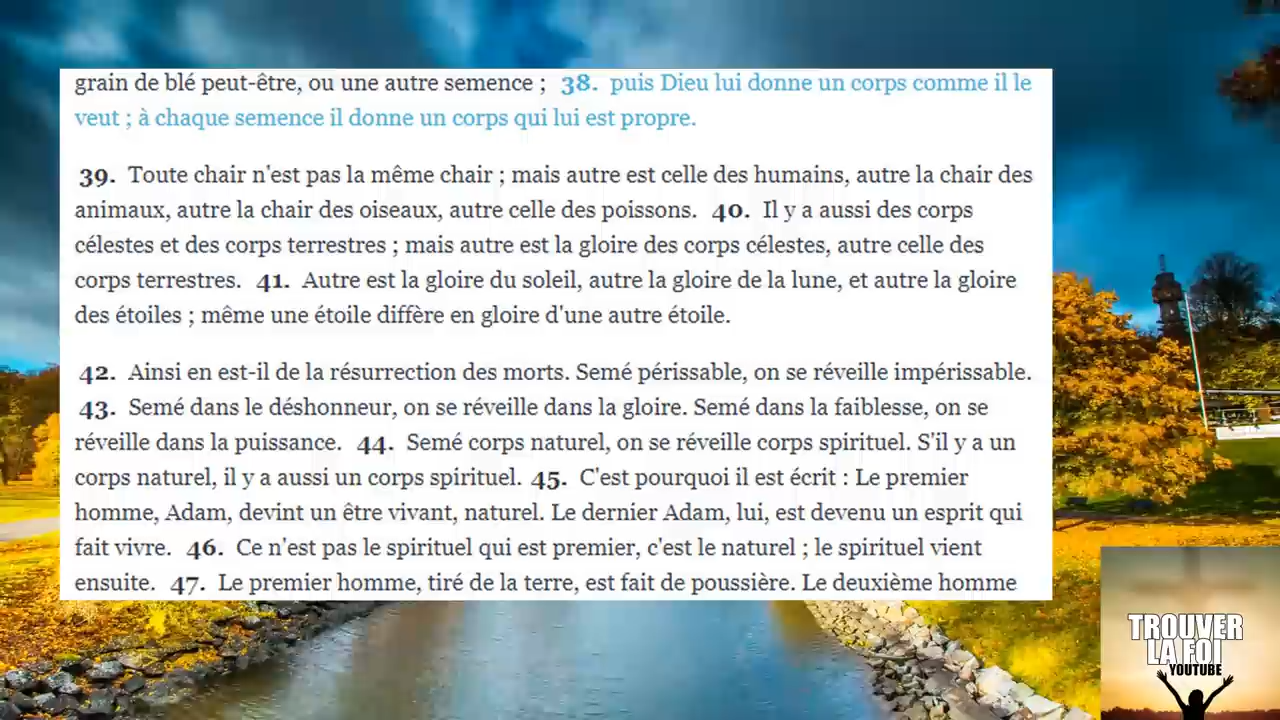 grain de blé peut-être, ou une autre semence ; 38. puis Dieu lui donne un corps comme il le
veut ; à chaque semence il donne un corps qui lui est propre.
39. Toute chair n'est pas la même chair ; mais autre est celle des humains, autre la chair des
animaux, autre la chair des oiseaux, autre celle des poissons. 40. Il y a aussi des corps
célestes et des corps terrestres ; mais autre est la gloire des corps célestes, autre celle des
corps terrestres. 41. Autre est la gloire du soleil, autre la gloire de la lune, et autre la gloire
des étoiles ; même une étoile diffère en gloire d'une autre étoile.
42. Ainsi en est-il de la résurrection des morts. Semé périssable, on se réveille impérissable.
43. Semé dans le déshonneur, on se réveille dans la gloire. Semé dans la faiblesse, on se
réveille dans la puissance. 44. Semé corps naturel, on se réveille corps spirituel. S'il y a un
corps naturel, il y a aussi un corps spirituel. 45. C'est pourquoi il est écrit : Le premier
homme, Adam, devint un être vivant, naturel. Le dernier Adam, lui, est devenu un esprit qui
fait vivre. 46. Ce n'est pas le spirituel qui est premier, c'est le naturel ; le spirituel vient
ensuite. 47. Le premier homme, tiré de la terre, est fait de poussière. Le deuxième homme
TROUVER
LA FOI
YOUTUBE